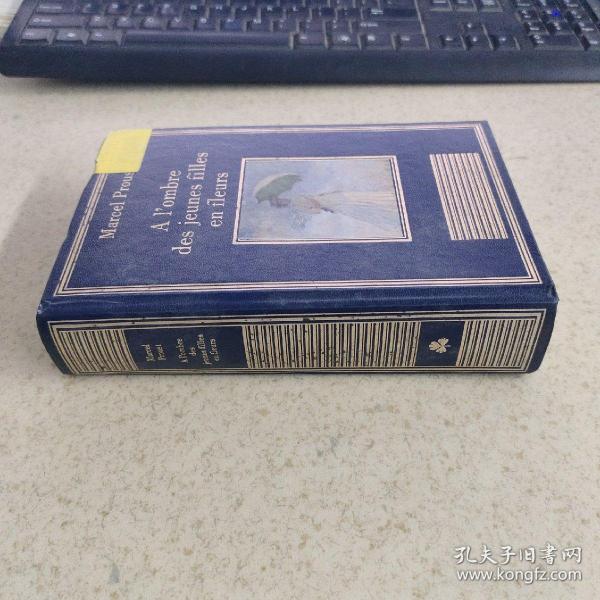 Marcel Proust
A l'ombre
des jeunes filles
en fleurs
Marcel
Proust
A l'ombre
des
jeunes filles
en fleurs
孔夫子旧书网
www.kongfz.com